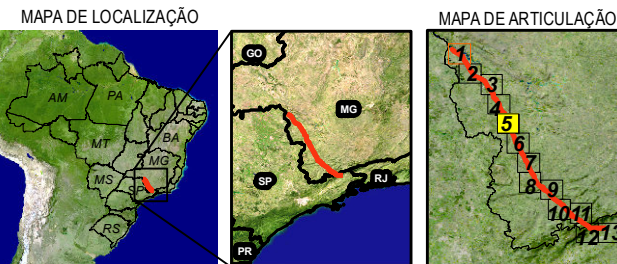 MAPA DE LOCALIZAÇÃO
AM
PA
MT
BA
MG
MS
SP
RS
GO
MG
SP
RJ
PR
MAPA DE ARTICULAÇÃO
1
2
3
4
5
6
7
8
9
10
11
12
13